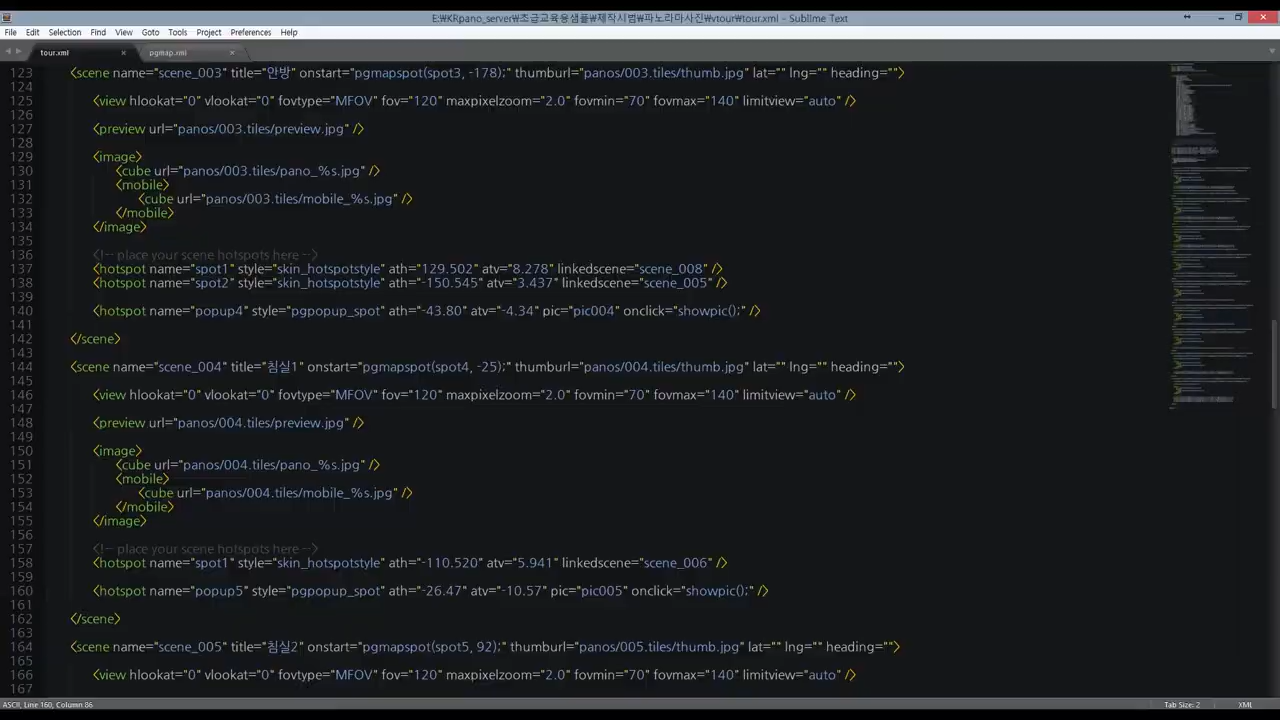 E:₩KRpano_server₩초급교육용샘플₩제작시범₩파노라마사진₩vtour₩tour.xml - Sublime Text
File Edit Selection Find View Goto Tools Project Preferences Help
tour.xml pgmap.xml
123 <scene name="scene_003" title="안방" onstart="pgmapspot(spot3, -178);" thumburl="panos/003.tiles/thumb.jpg" lat="" lng="" heading="">
124
125 <view hlookat="0" vlookat="0" fovtype="MFOV" fov="120" maxpixelzoom="2.0" fovmin="70" fovmax="140" limitview="auto" />
126
127 <preview url="panos/003.tiles/preview.jpg" />
128
129 <image>
130 <cube url="panos/003.tiles/pano_%s.jpg" />
131 <mobile>
132 <cube url="panos/003.tiles/mobile_%s.jpg" />
133 </mobile>
134 </image>
135
136 <!-- place your scene hotspots here -->
137 <hotspot name="spot1" style="skin_hotspotstyle" ath="129.502" atv="8.278" linkedscene="scene_008" />
138 <hotspot name="spot2" style="skin_hotspotstyle" linkedscene="scene_005" />
139
140 <hotspot name="popup4" style="pgpopup_spot" ath="-43.80" atv="-4.34" pic="pic004" onclick="showpic();" />
141
142 </scene>
143
144 <scene name="scene_004" title="침실1" thumburl="panos/004.tiles/thumb.jpg" lat="" lng="" heading="">
145
146 <view hlookat="0" vlookat="0" fovtype="MFOV" fov="120" maxpixelzoom="2.0" fovmin="70" fovmax="140" limitview="auto" />
147
148 <preview url="panos/004.tiles/preview.jpg" />
149
150 <image>
151 <cube url="panos/004.tiles/pano_%s.jpg" />
152 <mobile>
153 <cube url="panos/004.tiles/mobile_%s.jpg" />
154 </mobile>
155 </image>
156
157 <!-- place your scene hotspots here -->
158 <hotspot name="spot1" style="skin_hotspotstyle" ath="-110.520" atv="5.941" linkedscene="scene_006" />
159
160 <hotspot name="popup5" style="pgpopup_spot" ath="-26.47" atv="-10.57" pic="pic005" onclick="showpic();" />
161
162 </scene>
163
164 <scene name="scene_005" title="침실2" onstart="pgmapspot(spot5, 92);" thumburl="panos/005.tiles/thumb.jpg" lat="" lng="" heading="">
165
166 <view hlookat="0" vlookat="0" fovtype="MFOV" fov="120" maxpixelzoom="2.0" fovmin="70" fovmax="140" limitview="auto" />
167
ASCII, Line 160, Column 86 Tab Size: 2 XML